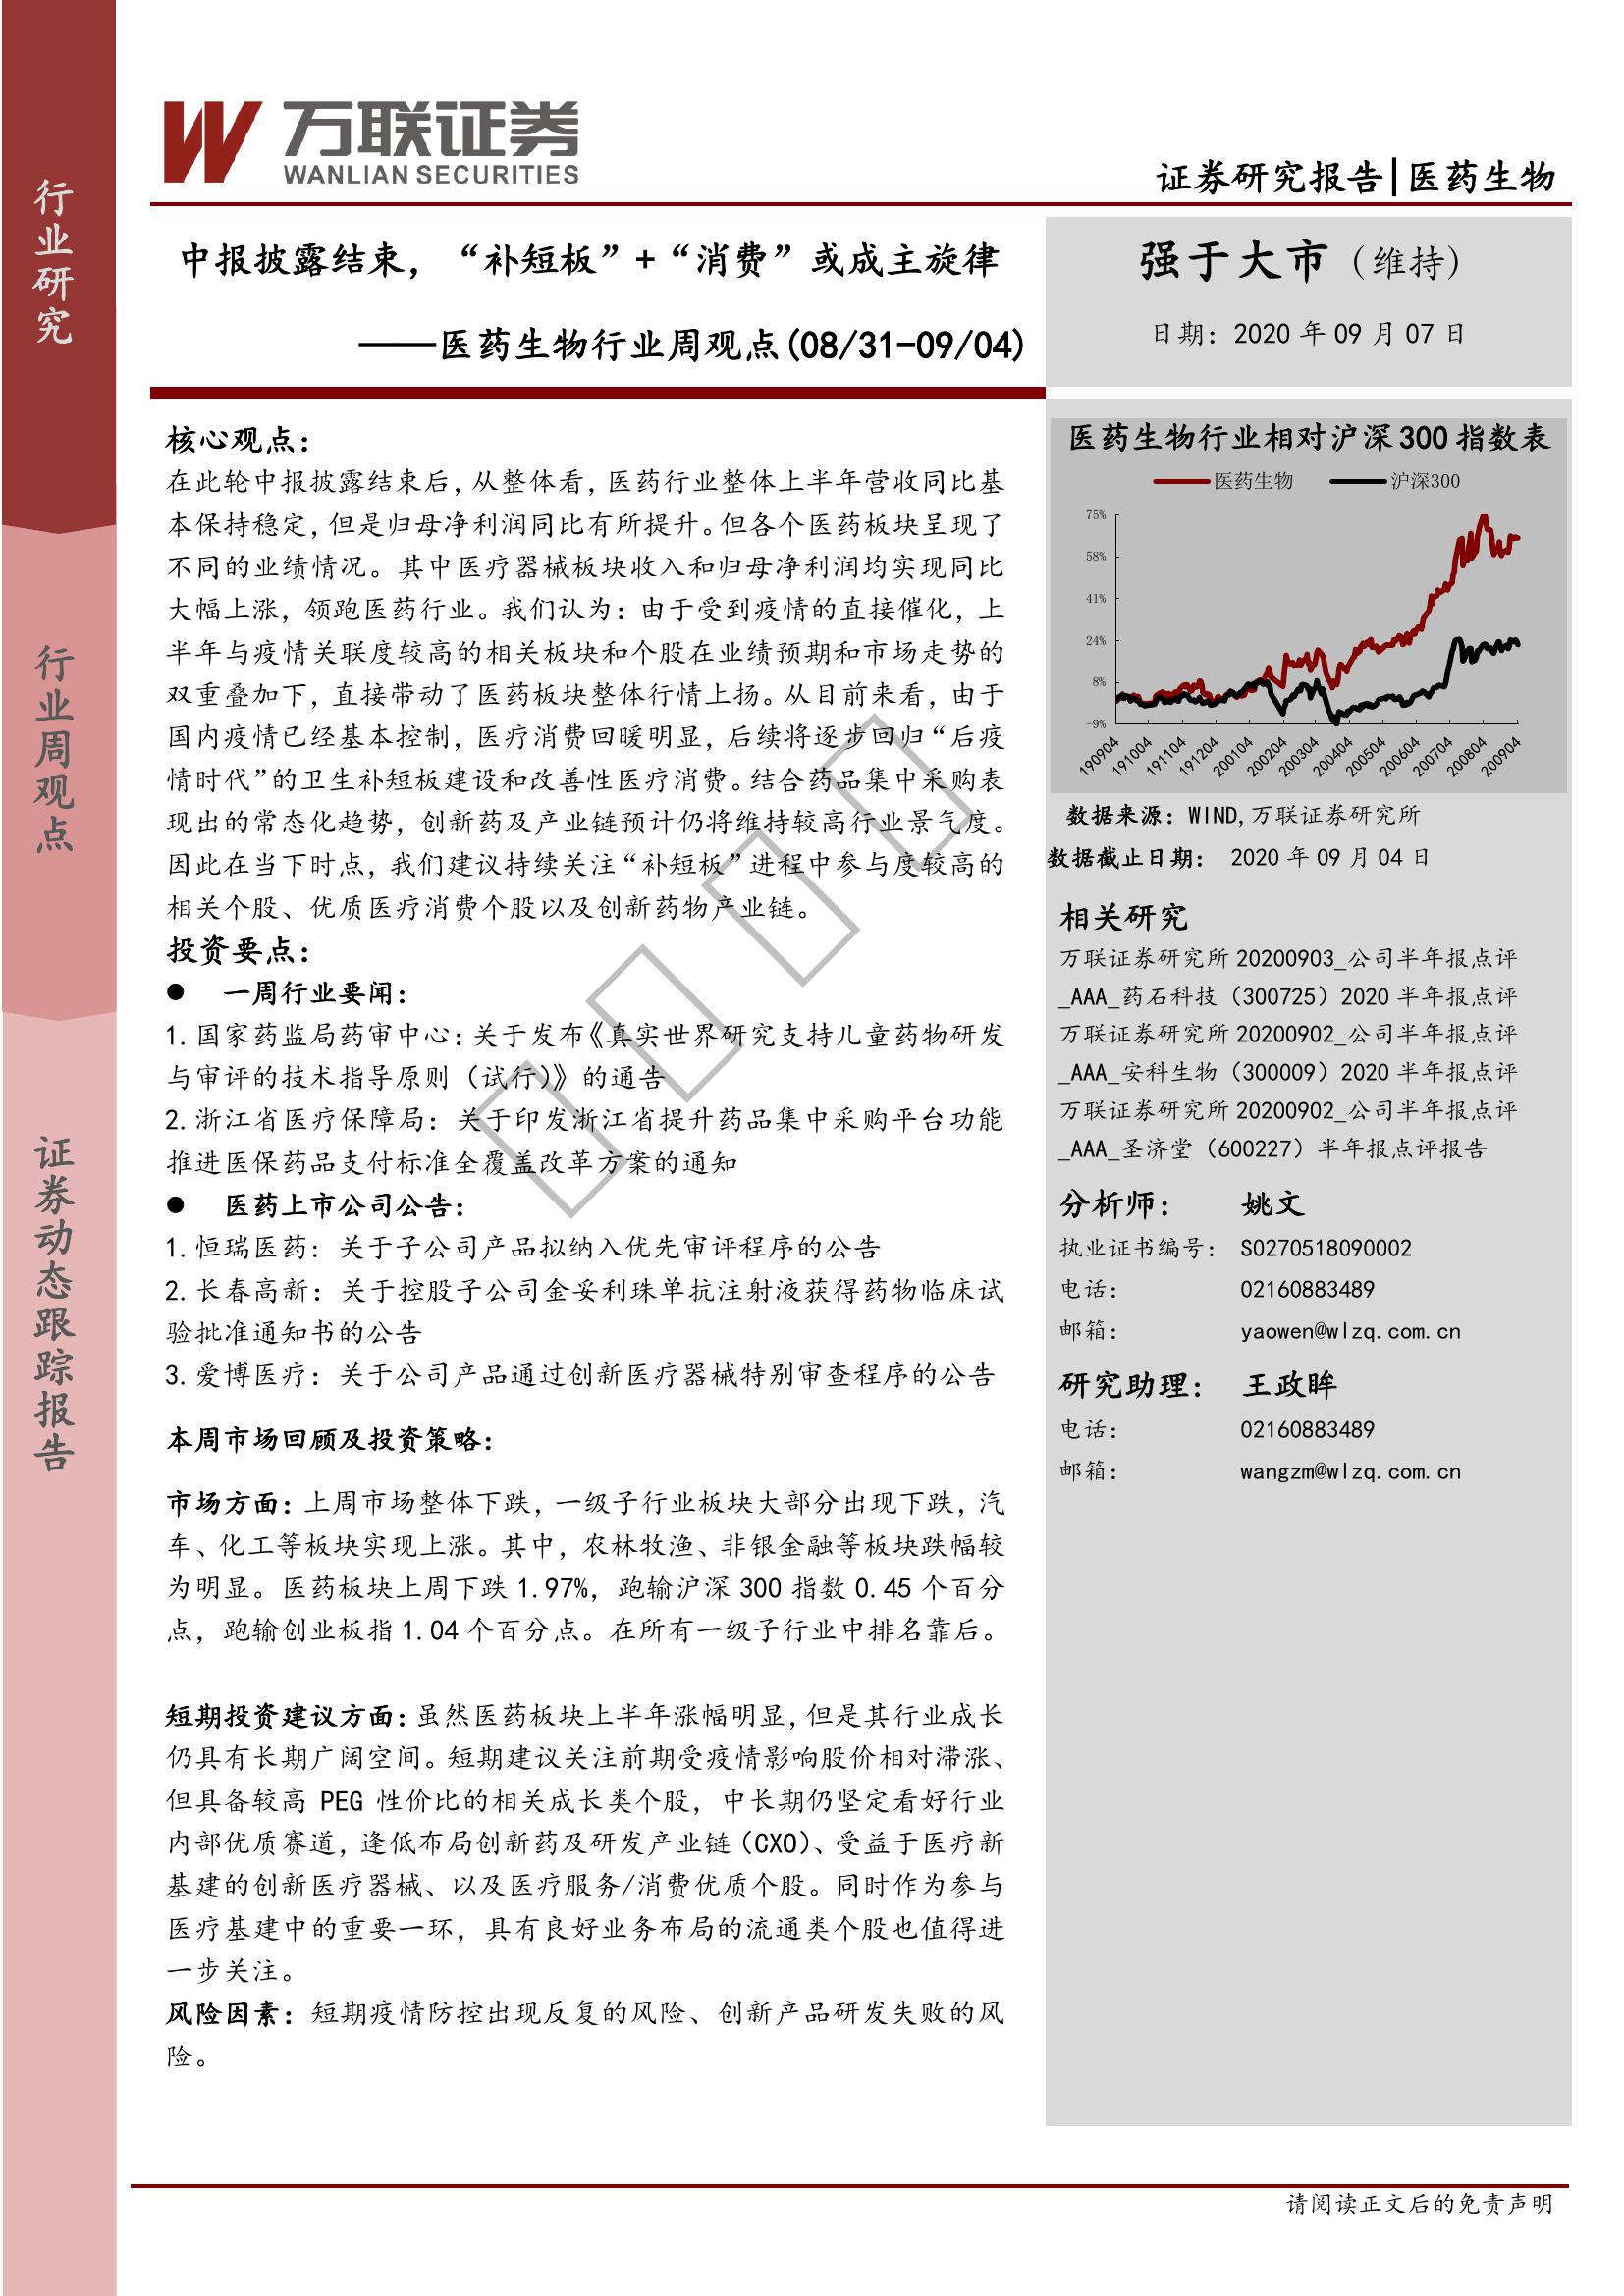 行业研究
行业周观点
证券动态跟踪报告
万联证券
WANLIAN SECURITIES
证券研究报告|医药生物
中报披露结束，“补短板”+“消费”或成主旋律
——医药生物行业周观点(08/31-09/04)
强于大市（维持）
日期：2020 年 09 月 07 日
核心观点：
在此轮中报披露结束后，从整体看，医药行业整体上半年营收同比基
本保持稳定，但是归母净利润同比有所提升。但各个医药板块呈现了
不同的业绩情况。其中医疗器械板块收入和归母净利润均实现同比
大幅上涨，领跑医药行业。我们认为：由于受到疫情的直接催化，上
半年与疫情关联度较高的相关板块和个股在业绩预期和市场走势的
双重叠加下，直接带动了医药板块整体行情上扬。从目前来看，由于
国内疫情已经基本控制，医疗消费回暖明显，后续将逐步回归“后疫
情时代”的卫生补短板建设和改善性医疗消费。结合药品集中采购表
现出的常态化趋势，创新药及产业链预计仍将维持较高行业景气度。
因此在当下时点，我们建议持续关注“补短板”进程中参与度较高的
相关个股、优质医疗消费个股以及创新药物产业链。
投资要点：
● 一周行业要闻：
1.国家药监局药审中心：关于发布《真实世界研究支持儿童药物研发
与审评的技术指导原则（试行）》的通告
2.浙江省医疗保障局：关于印发浙江省提升药品集中采购平台功能
推进医保药品支付标准全覆盖改革方案的通知
● 医药上市公司公告：
1.恒瑞医药：关于子公司产品拟纳入优先审评程序的公告
2.长春高新：关于控股子公司金妥利珠单抗注射液获得药物临床试
验批准通知书的公告
3.爱博医疗：关于公司产品通过创新医疗器械特别审查程序的公告
本周市场回顾及投资策略：
市场方面：上周市场整体下跌，一级子行业板块大部分出现下跌，汽
车、化工等板块实现上涨。其中，农林牧渔、非银金融等板块跌幅较
为明显。医药板块上周下跌 1.97%，跑输沪深 300 指数 0.45 个百分
点，跑输创业板指 1.04 个百分点。在所有一级子行业中排名靠后。
短期投资建议方面：虽然医药板块上半年涨幅明显，但是其行业成长
仍具有长期广阔空间。短期建议关注前期受疫情影响股价相对滞涨、
但具备较高 PEG 性价比的相关成长类个股，中长期仍坚定看好行业
内部优质赛道，逢低布局创新药及研发产业链（CXO）、受益于医疗新
基建的创新医疗器械、以及医疗服务/消费优质个股。同时作为参与
医疗基建中的重要一环，具有良好业务布局的流通类个股也值得进
一步关注。
风险因素：短期疫情防控出现反复的风险、创新产品研发失败的风
险。
医药生物行业相对沪深 300 指数表
医药生物 沪深300
75%
58%
41%
24%
8%
-9%
190904 191004 191104 191204 200104 200204 200304 200404 200504 200604 200704 200804 200904
数据来源：WIND,万联证券研究所
数据截止日期： 2020 年 09 月 04 日
相关研究
万联证券研究所 20200903_公司半年报点评
_AAA_药石科技（300725）2020 半年报点评
万联证券研究所 20200902_公司半年报点评
_AAA_安科生物（300009）2020 半年报点评
万联证券研究所 20200902_公司半年报点评
_AAA_圣济堂（600227）半年报点评报告
分析师： 姚文
执业证书编号： S0270518090002
电话： 02160883489
邮箱： yaowen@wlzq.com.cn
研究助理： 王政眸
电话： 02160883489
邮箱： wangzm@wlzq.com.cn
请阅读正文后的免责声明